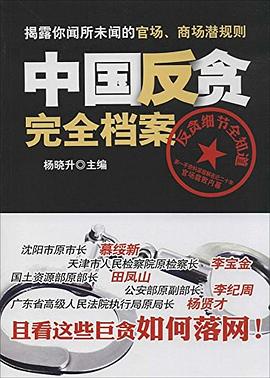 揭露你闻所未闻的官场、商场潜规则
中国反贪
完全档案
杨晓升◎主编
反贪细节全知道
沈阳市原市长 慕绥新
天津市人民检察院原检察长 李宝金
国土资源部原部长 田凤山
公安部原副部长 李纪周
广东省高级人民法院执行局原局长 杨贤才
且看这些巨贪如何落网!